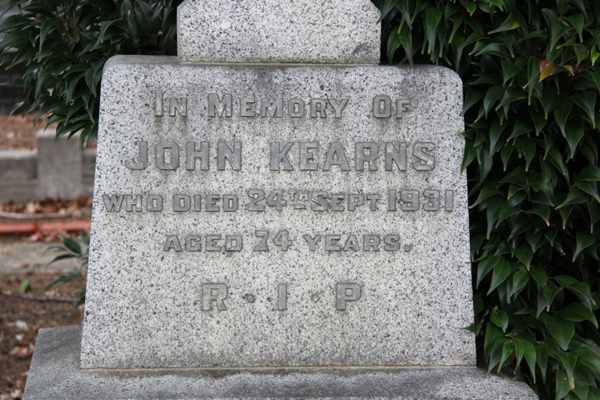 In Memory Of
JOHN KEARNS
WHO DIED 24TH SEPT 1931
AGED 74 YEARS.
R · I · P